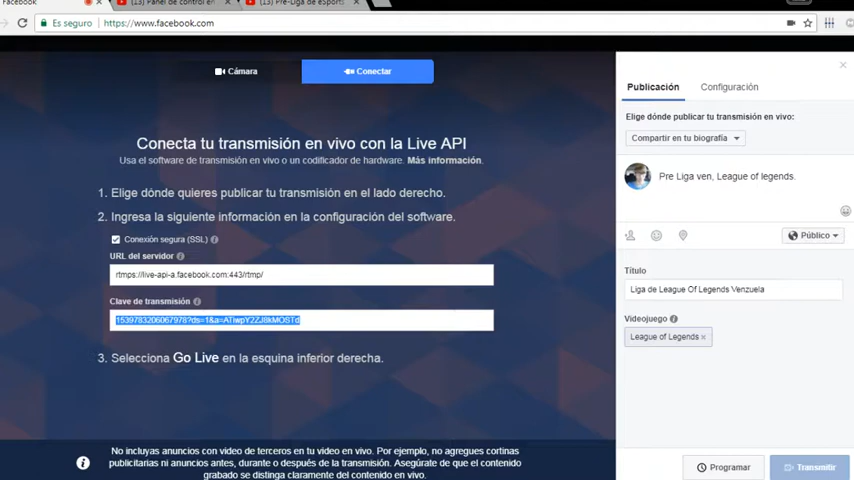 Facebook
(13) Panel de control en
(13) Pre-Liga de eSports
Es seguro
https://www.facebook.com
Cámara
Conectar
Conecta tu transmisión en vivo con la Live API
Usa el software de transmisión en vivo o un codificador de hardware. Más información.
1. Elige dónde quieres publicar tu transmisión en el lado derecho.
2. Ingresa la siguiente información en la configuración del software.
Conexión segura (SSL)
URL del servidor
rtmps://live-api-a.facebook.com:443/rtmp/
Clave de transmisión
3. Selecciona Go Live en la esquina inferior derecha.
No incluyas anuncios con video de terceros en tu video en vivo. Por ejemplo, no agregues cortinas
publicitarias ni anuncios antes, durante o después de la transmisión. Asegúrate de que el contenido
grabado se distinga claramente del contenido en vivo.
Publicación
Configuración
Elige dónde publicar tu transmisión en vivo:
Compartir en tu biografía
Pre Liga ven, League of legends.
Público
Título
Liga de League Of Legends Venzuela
Videojuego
League of Legends
Programar
Transmitir